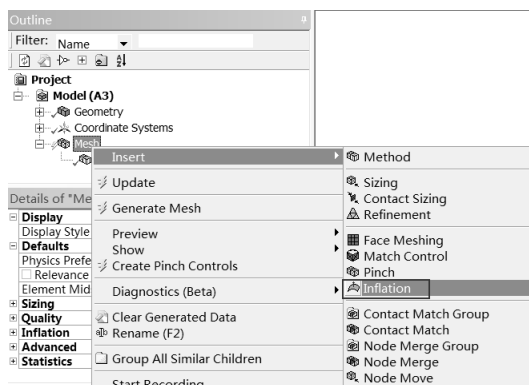 Outline
Filter: Name
Project
Model (A3)
Geometry
Coordinate Systems
Mesh
Insert
Update
Generate Mesh
Preview
Show
Create Pinch Controls
Diagnostics (Beta)
Clear Generated Data
Rename (F2)
Group All Similar Children
Start Recording
Method
Sizing
Contact Sizing
Refinement
Face Meshing
Match Control
Pinch
Inflation
Contact Match Group
Contact Match
Node Merge Group
Node Merge
Node Move
Details of "Me
Display
Display Style
Defaults
Physics Prefe
Relevance
Element Mid
Sizing
Quality
Inflation
Advanced
Statistics